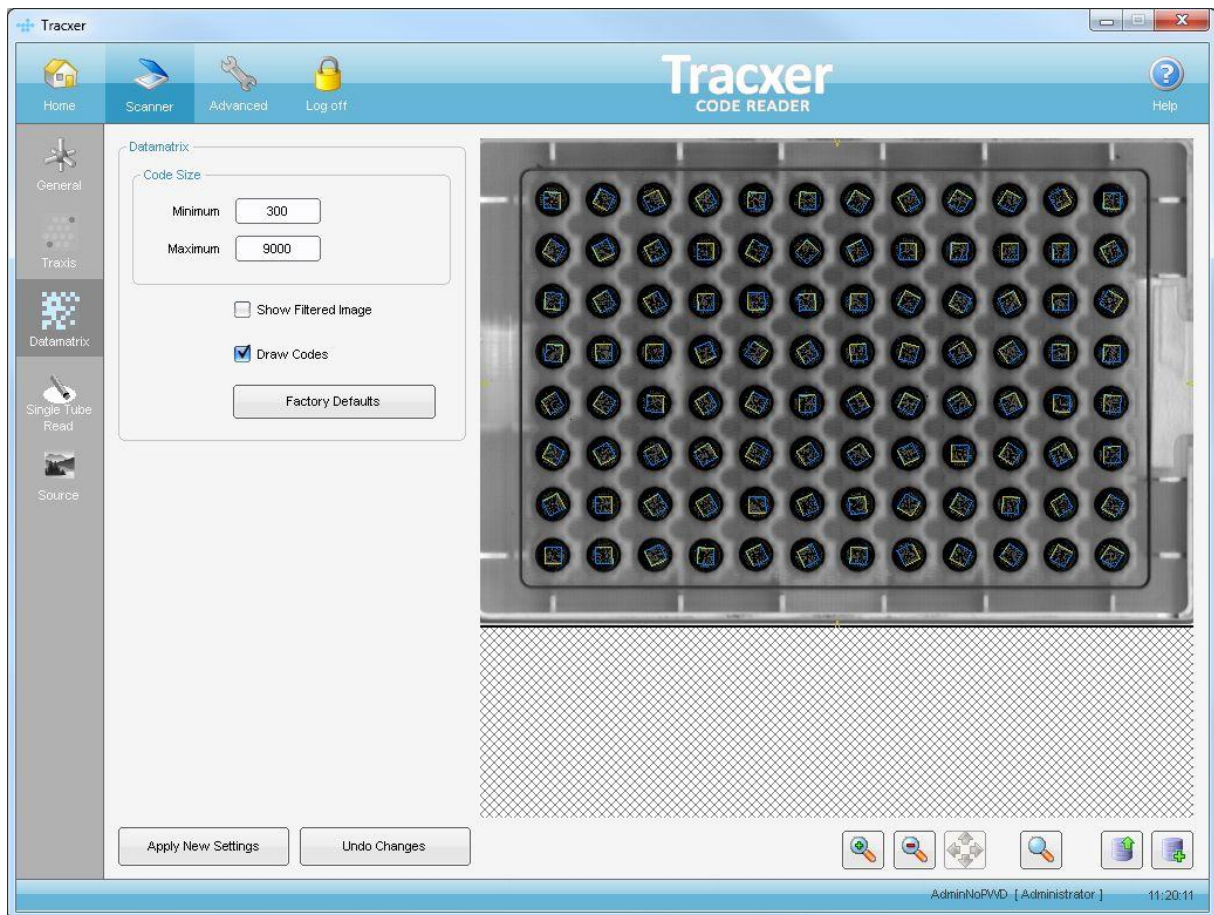 Tracxer
Home
Scanner
Advanced
Log off
Tracxer
CODE READER
Help
General
Traxis
Datamatrix
Single Tube
Read
Source
Datamatrix
Code Size
Minimum 300
Maximum 9000
Show Filtered Image
Draw Codes
Factory Defaults
Apply New Settings
Undo Changes
AdminNoPWD [ Administrator ] 11:20:11